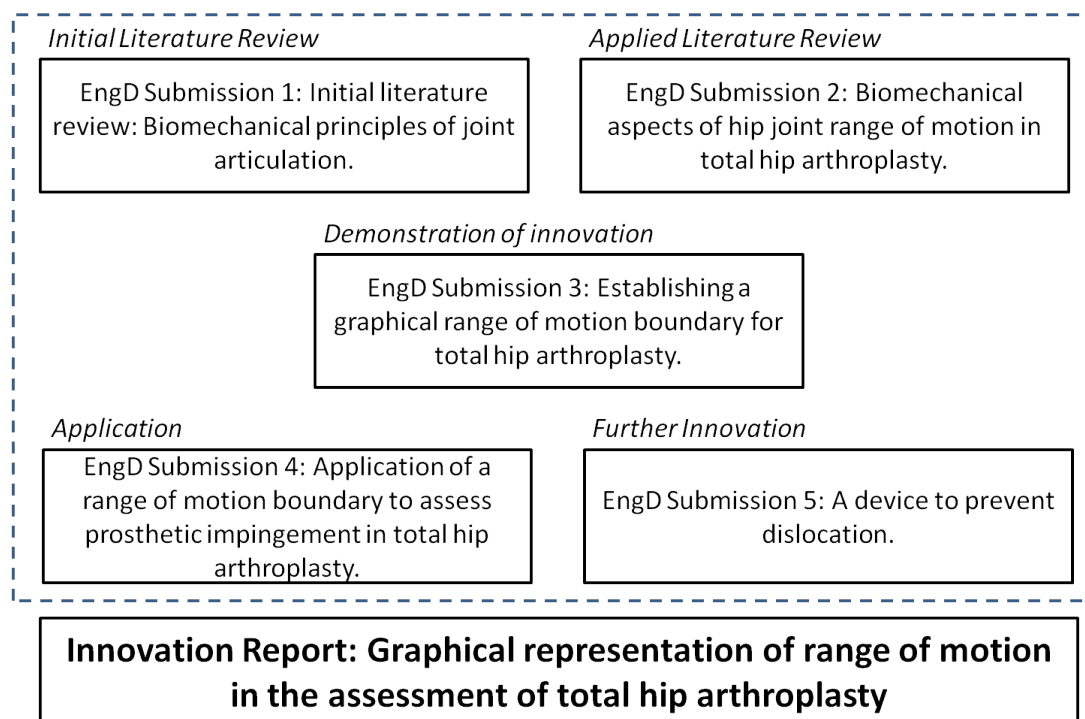 Initial Literature Review
EngD Submission 1: Initial literature
review: Biomechanical principles of joint
articulation.
Applied Literature Review
EngD Submission 2: Biomechanical
aspects of hip joint range of motion in
total hip arthroplasty.
Demonstration of innovation
EngD Submission 3: Establishing a
graphical range of motion boundary for
total hip arthroplasty.
Application
EngD Submission 4: Application of a
range of motion boundary to assess
prosthetic impingement in total hip
arthroplasty.
Further Innovation
EngD Submission 5: A device to prevent
dislocation.
Innovation Report: Graphical representation of range of motion
in the assessment of total hip arthroplasty